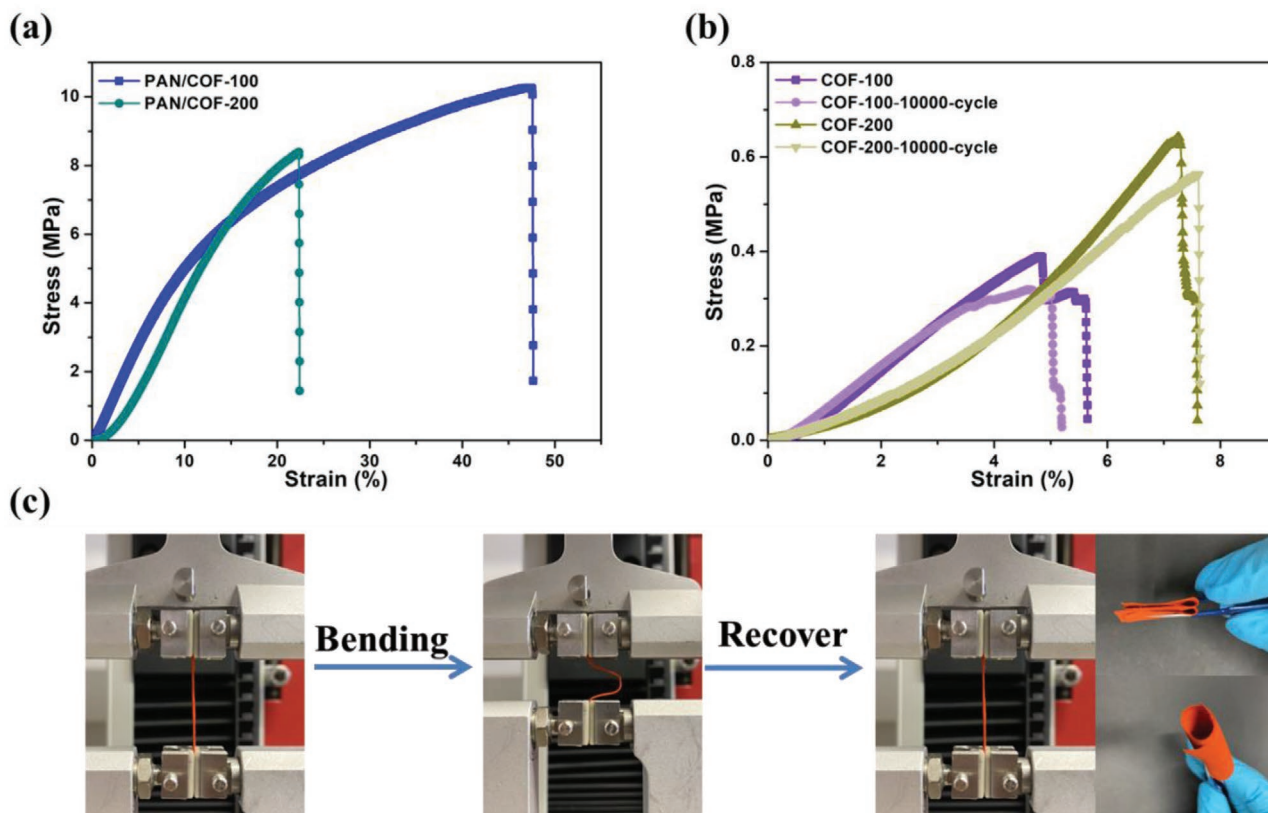 (a)
PAN/COF-100
PAN/COF-200
10
8
6
4
2
0
Stress (MPa)
0 10 20 30 40 50
Strain (%)
(b)
COF-100
COF-100-10000-cycle
COF-200
COF-200-10000-cycle
0.8
0.6
0.4
0.2
0.0
Stress (MPa)
0 2 4 6 8
Strain (%)
(c)
Bending
Recover